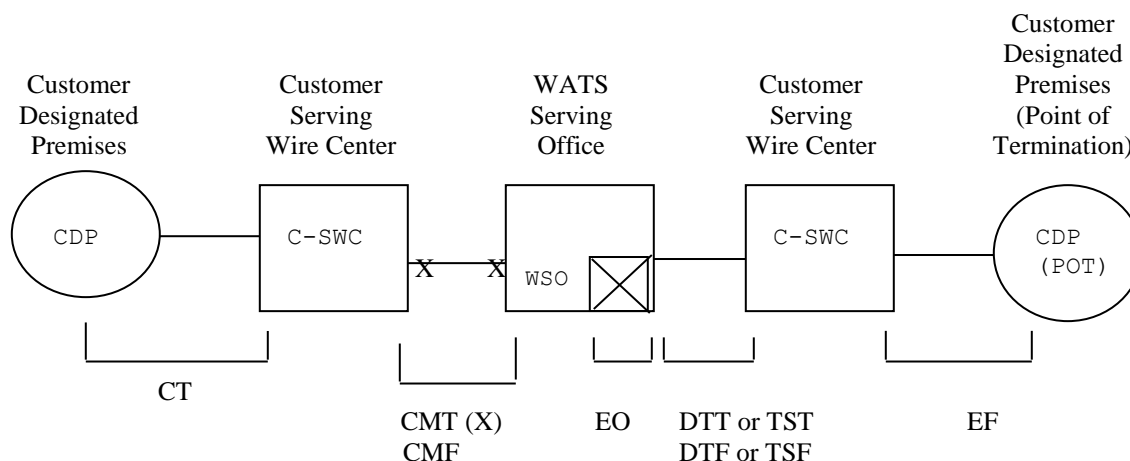 Customer
Designated
Premises
Customer
Serving
Wire Center
WATS
Serving
Office
Customer
Serving
Wire Center
Customer
Designated
Premises
(Point of
Termination)
CDP
C-SWC
X
X
WSO
C-SWC
CDP
(POT)
CT
CMT (X)
CMF
EO
DTT or TST
DTF or TSF
EF